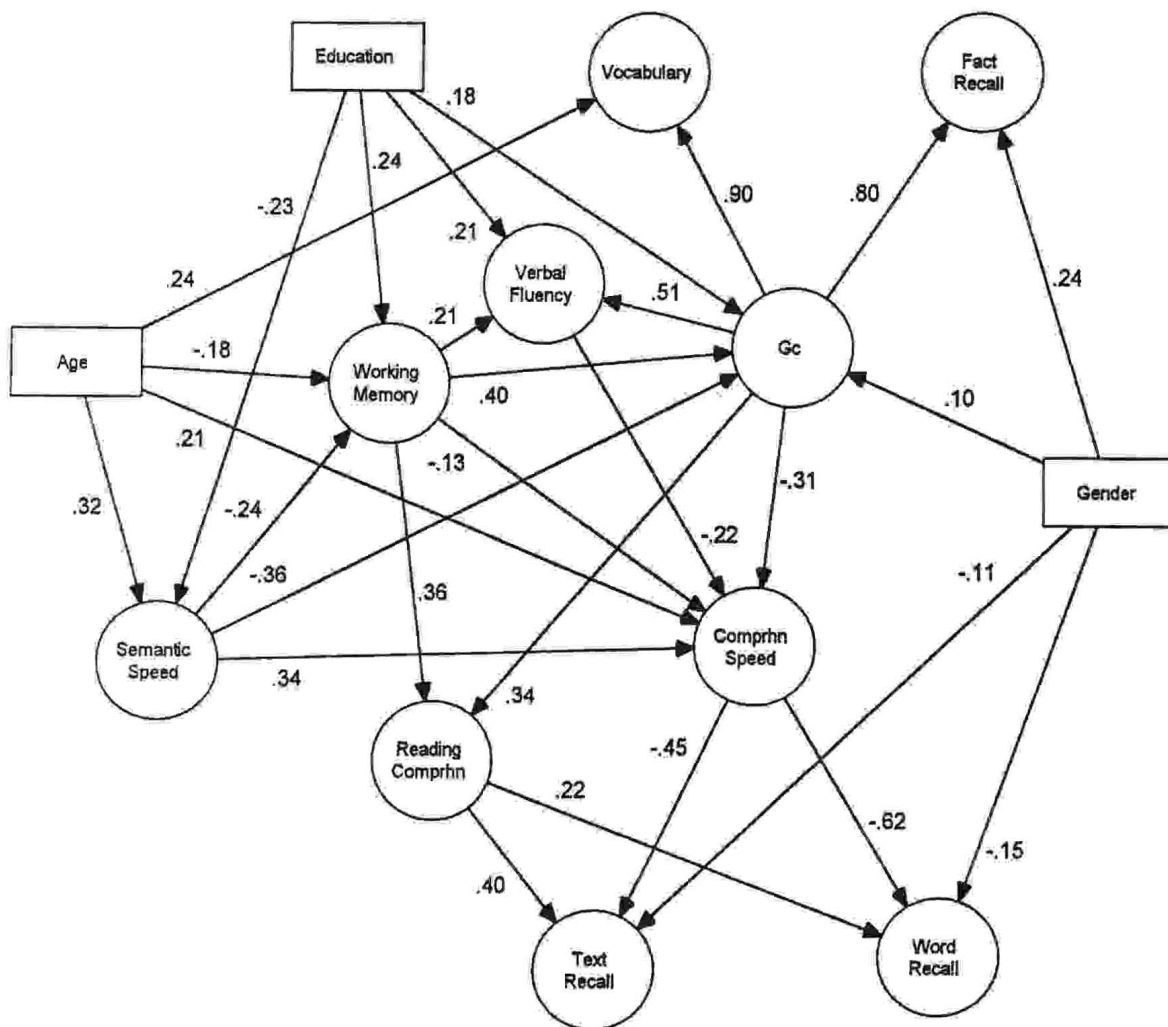 Education
Vocabulary
Fact
Recall
.18
.24
-.23
.90
.80
.21
Verbal
Fluency
.24
.51
.24
Age
-.18
Working
Memory
.21
.40
Gc
.10
.21
-.13
-.31
Gender
.32
-.24
-.36
.36
-.22
-.11
Semantic
Speed
.34
Comprhn
Speed
.34
Reading
Comprhn
-.45
.22
-.62
-.15
.40
Text
Recall
Word
Recall